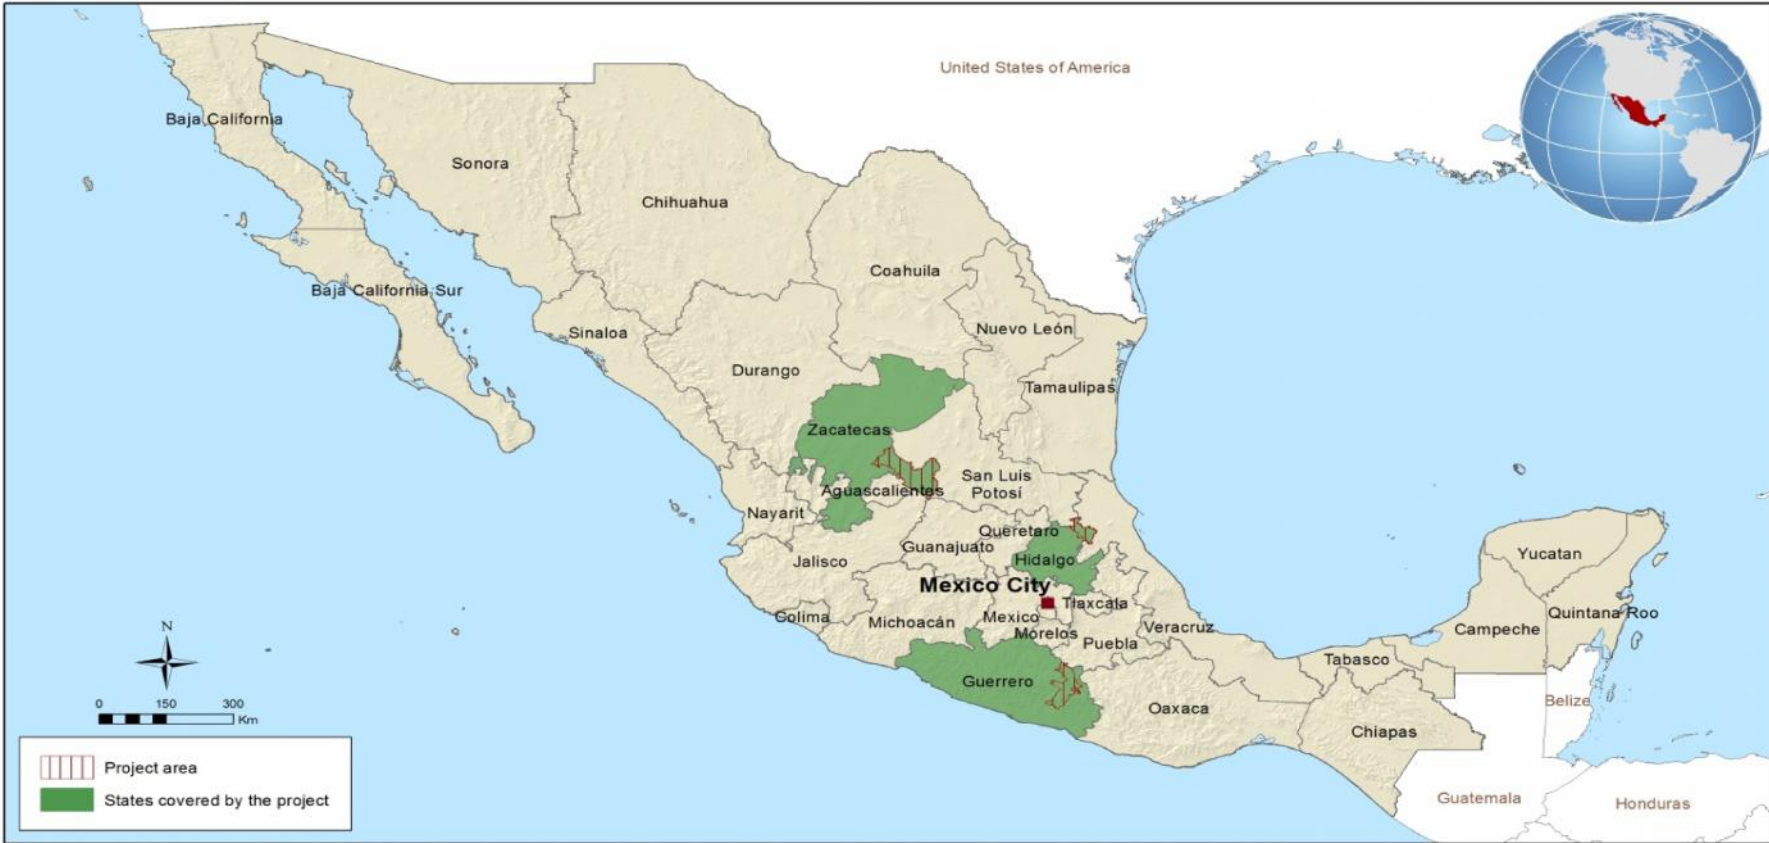 United States of America
Baja California
Sonora
Chihuahua
Coahuila
Baja California Sur
Nuevo León
Sinaloa
Durango
Tamaulipas
Zacatecas
San Luis
Potosí
Aguascalientes
Nayarit
Queretaro
Guanajuato
Jalisco
Hidalgo
Yucatan
Mexico City
Tlaxcala
Quintana Roo
Colima
Michoacán
Mexico
Morelos
Puebla
Veracruz
Campeche
Tabasco
Guerrero
Oaxaca
Belize
Chiapas
N
0 150 300
Km
Project area
States covered by the project
Guatemala
Honduras